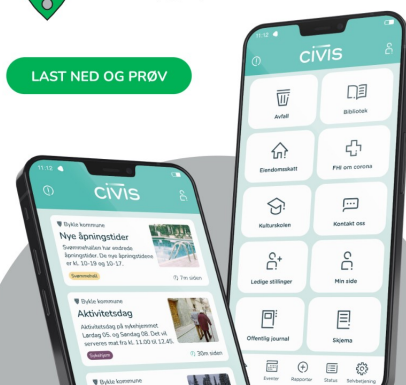 LAST NED OG PRØV
11:12
CIVIS
Avfall
Bibliotek
Eiendomsskatt
FHI om corona
Kulturskolen
Kontakt oss
Ledige stillinger
Min side
Offentlig journal
Skjema
Eventer
Rapporter
Status
Selvbetjening
11:12
CIVIS
Bykle kommune
Nye åpningstider
Svømmehallen har endrede
åpningstider. De nye åpningstidene
er kl. 10-19 og 10-17.
Svømmehall
7m siden
Bykle kommune
Aktivitetsdag
Aktivitetsdag på sykehjemmet
Lørdag 05. og Søndag 08. Det vil
serveres mat fra kl. 11.00 til 12.45.
Sykehjem
30m siden
Bykle kommune